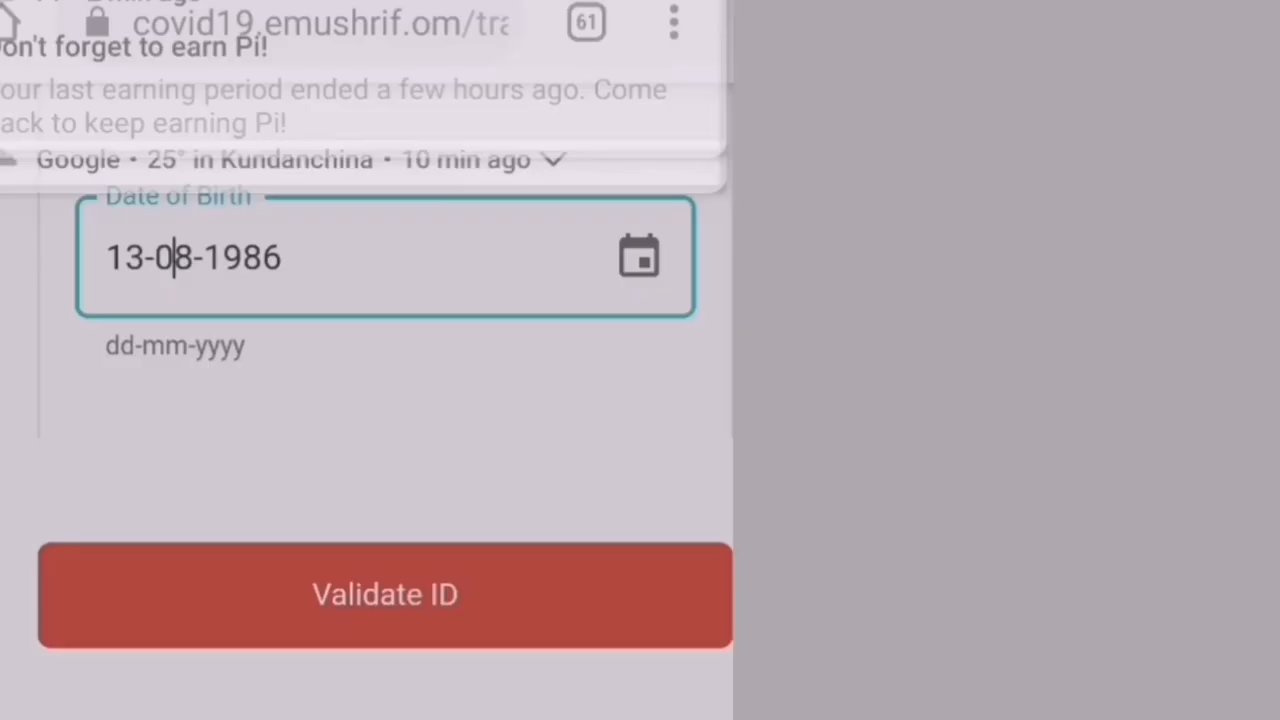 covid19.emushrif.om/tra
61
on't forget to earn Pi!
our last earning period ended a few hours ago. Come
ack to keep earning Pi!
Google • 25° in Kundanchina • 10 min ago
Date of Birth
13-08-1986
dd-mm-yyyy
Validate ID